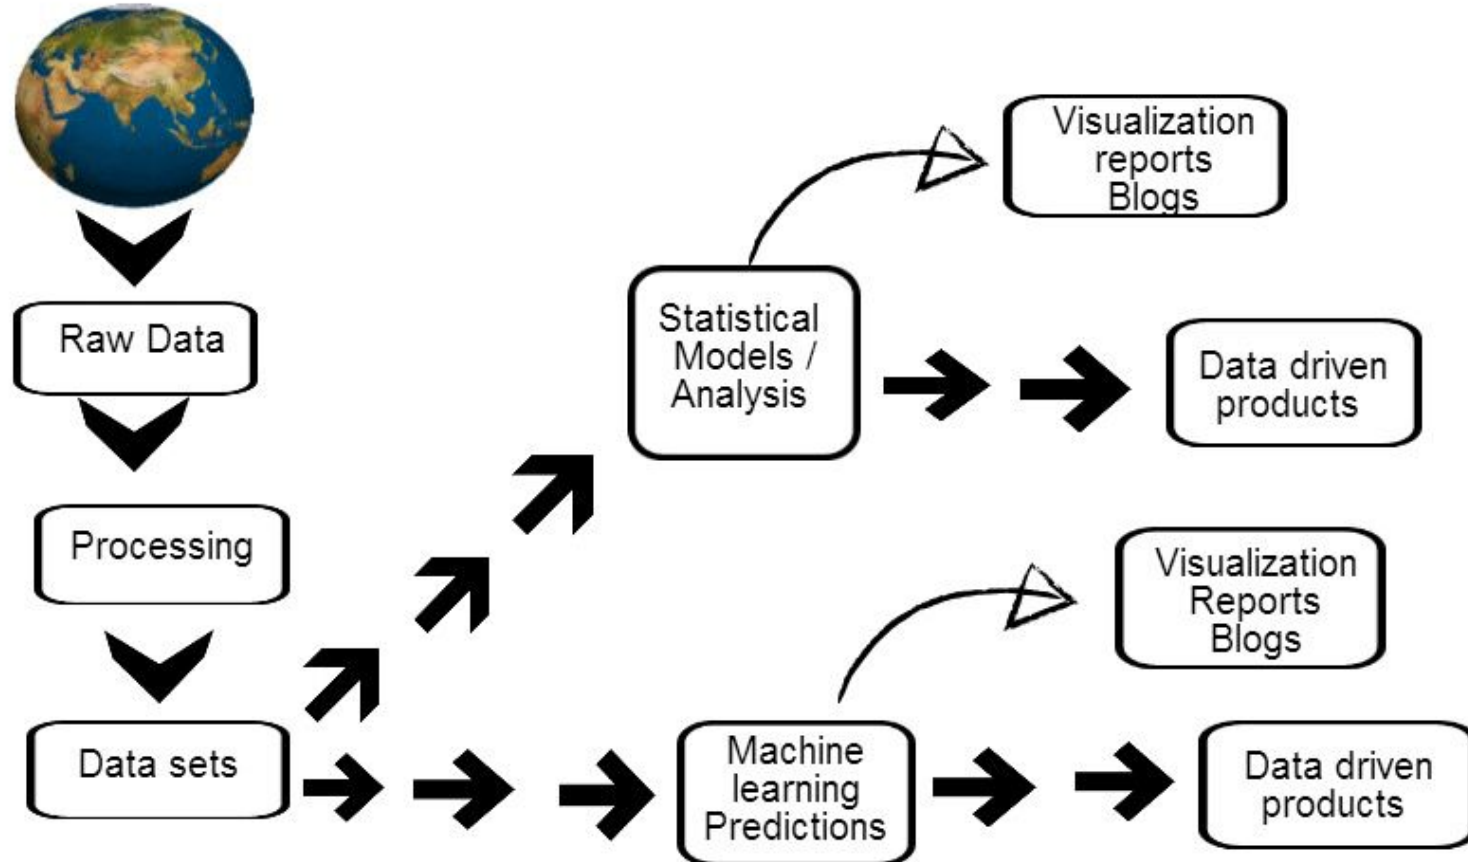 Raw Data
Processing
Data sets
Statistical
Models /
Analysis
Visualization
reports
Blogs
Data driven
products
Machine
learning
Predictions
Visualization
Reports
Blogs
Data driven
products